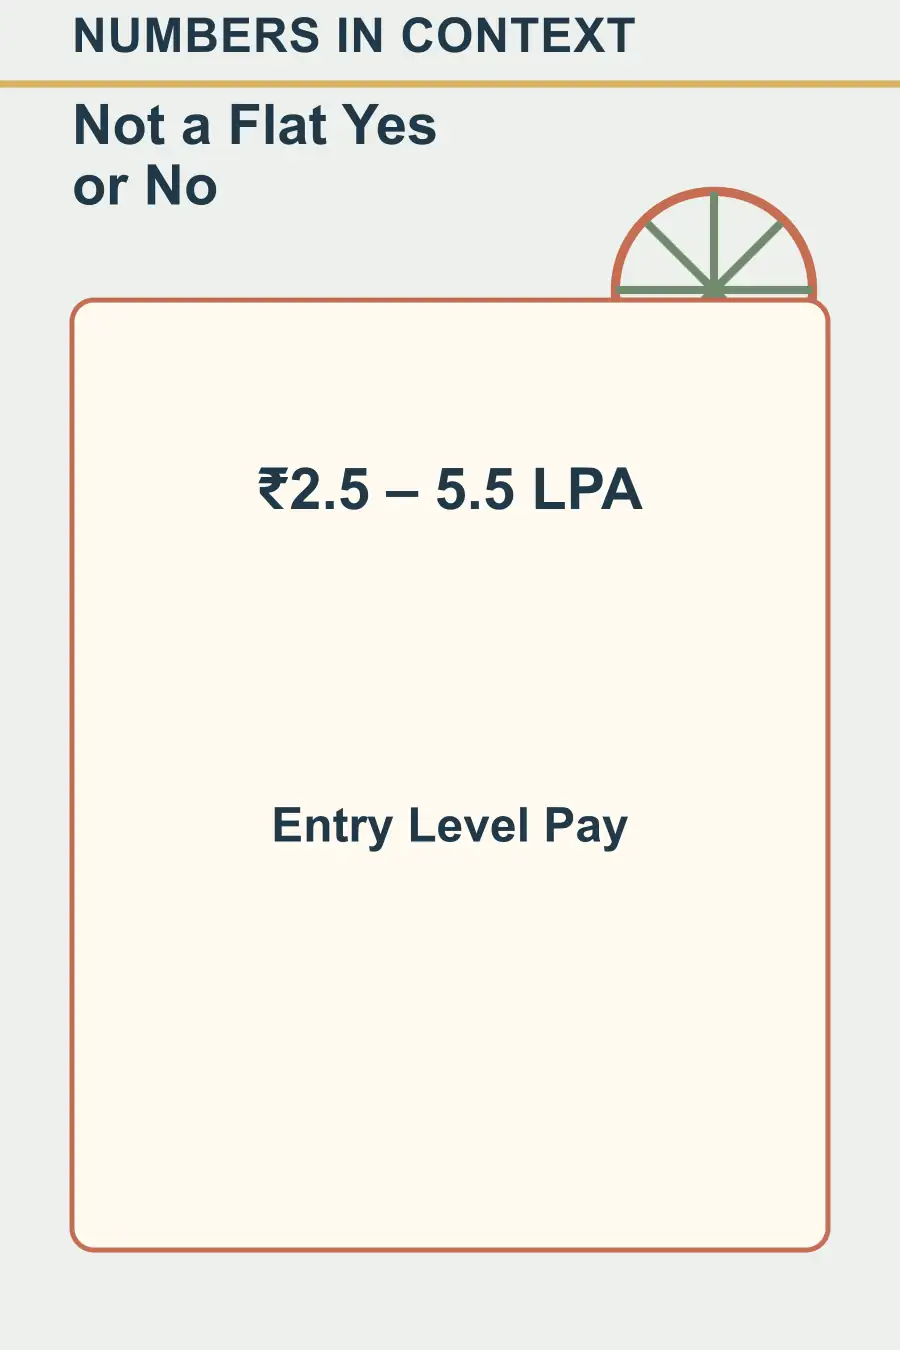 NUMBERS IN CONTEXT
Not a Flat Yes
or No
₹2.5 – 5.5 LPA
Entry Level Pay